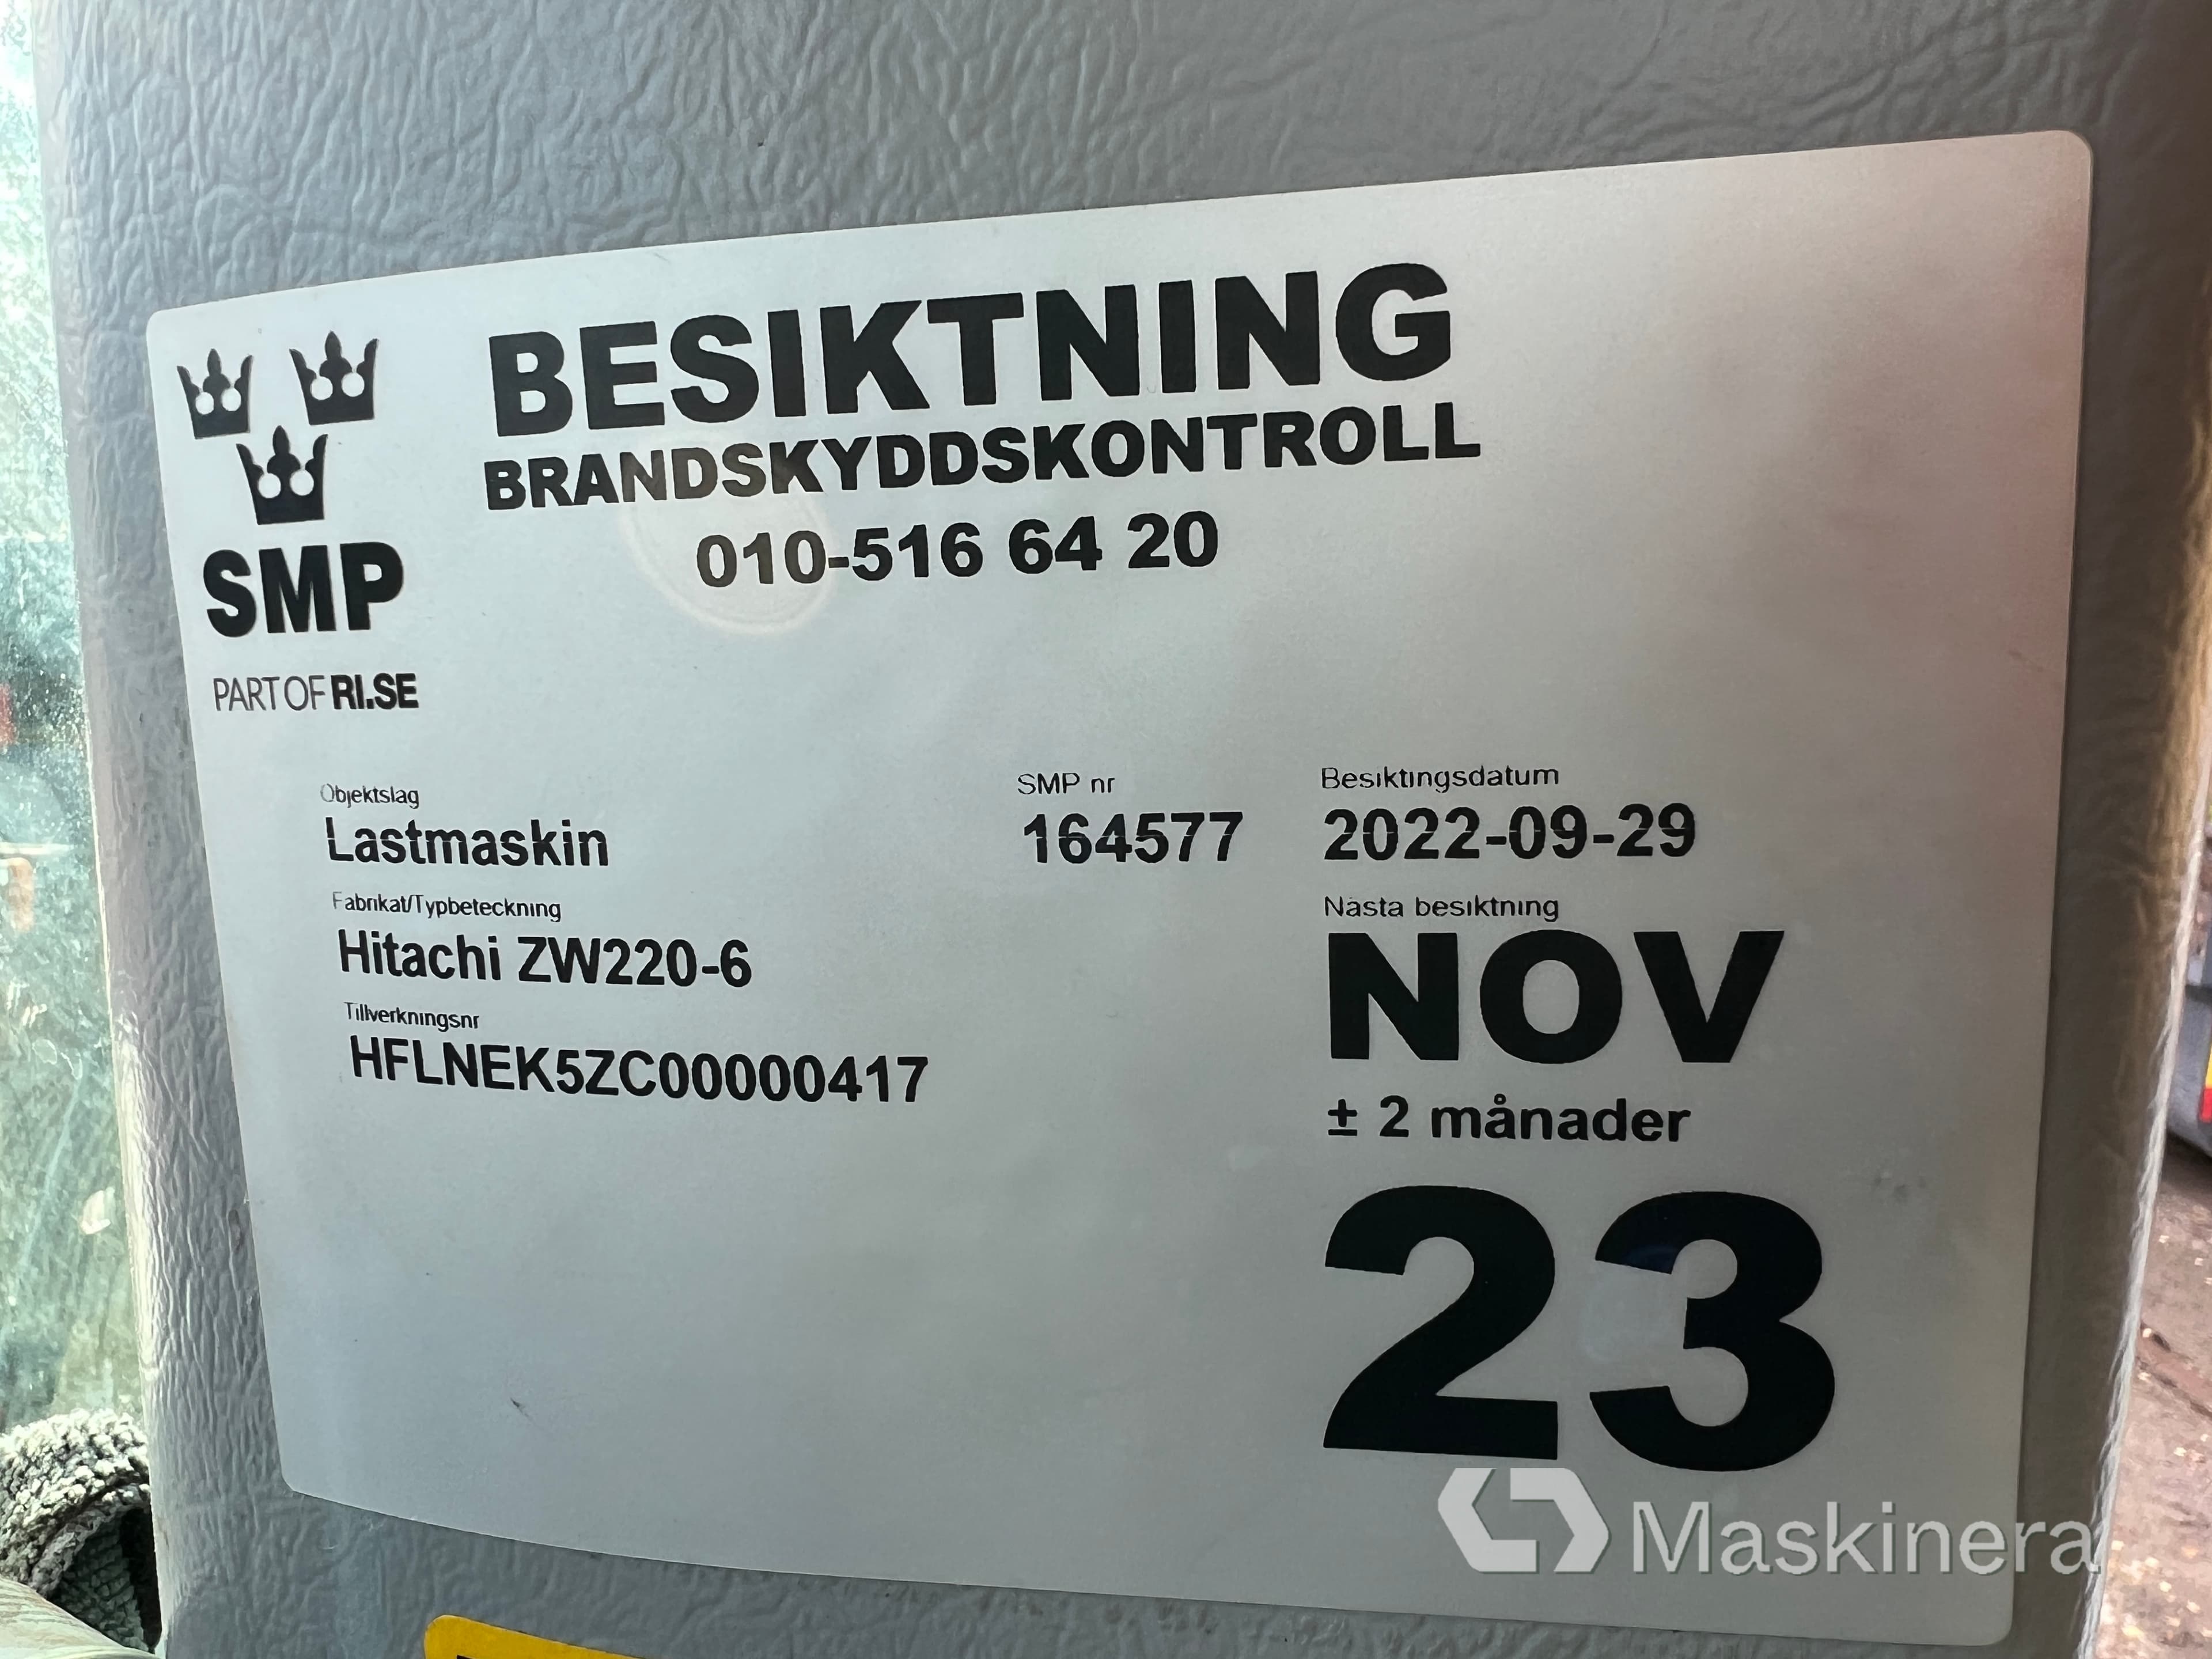 BESIKTNING
BRANDSKYDDSKONTROLL
010-516 64 20
SMP
PART OF RI.SE
Objektslag
Lastmaskin
Fabrikat/Typbeteckning
Hitachi ZW220-6
Tillverkningsnr
HFLNEK5ZC00000417
SMP nr
164577
Besiktingsdatum
2022-09-29
Nästa besiktning
NOV
± 2 månader
23
Maskinera